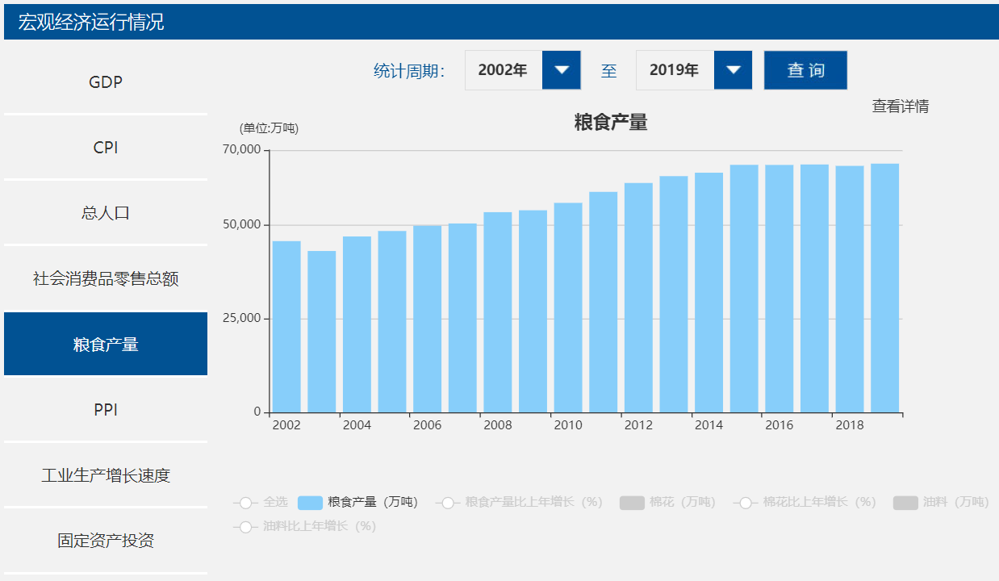 宏观经济运行情况
GDP
CPI
总人口
社会消费品零售总额
粮食产量
PPI
工业生产增长速度
固定资产投资
统计周期： 2002年 至 2019年 查 询
查看详情
粮食产量
(单位:万吨)
70,000
50,000
25,000
0
2002 2004 2006 2008 2010 2012 2014 2016 2018
全选 粮食产量（万吨） 粮食产量比上年增长（%） 棉花（万吨） 棉花比上年增长（%） 油料（万吨）
油料比上年增长（%）